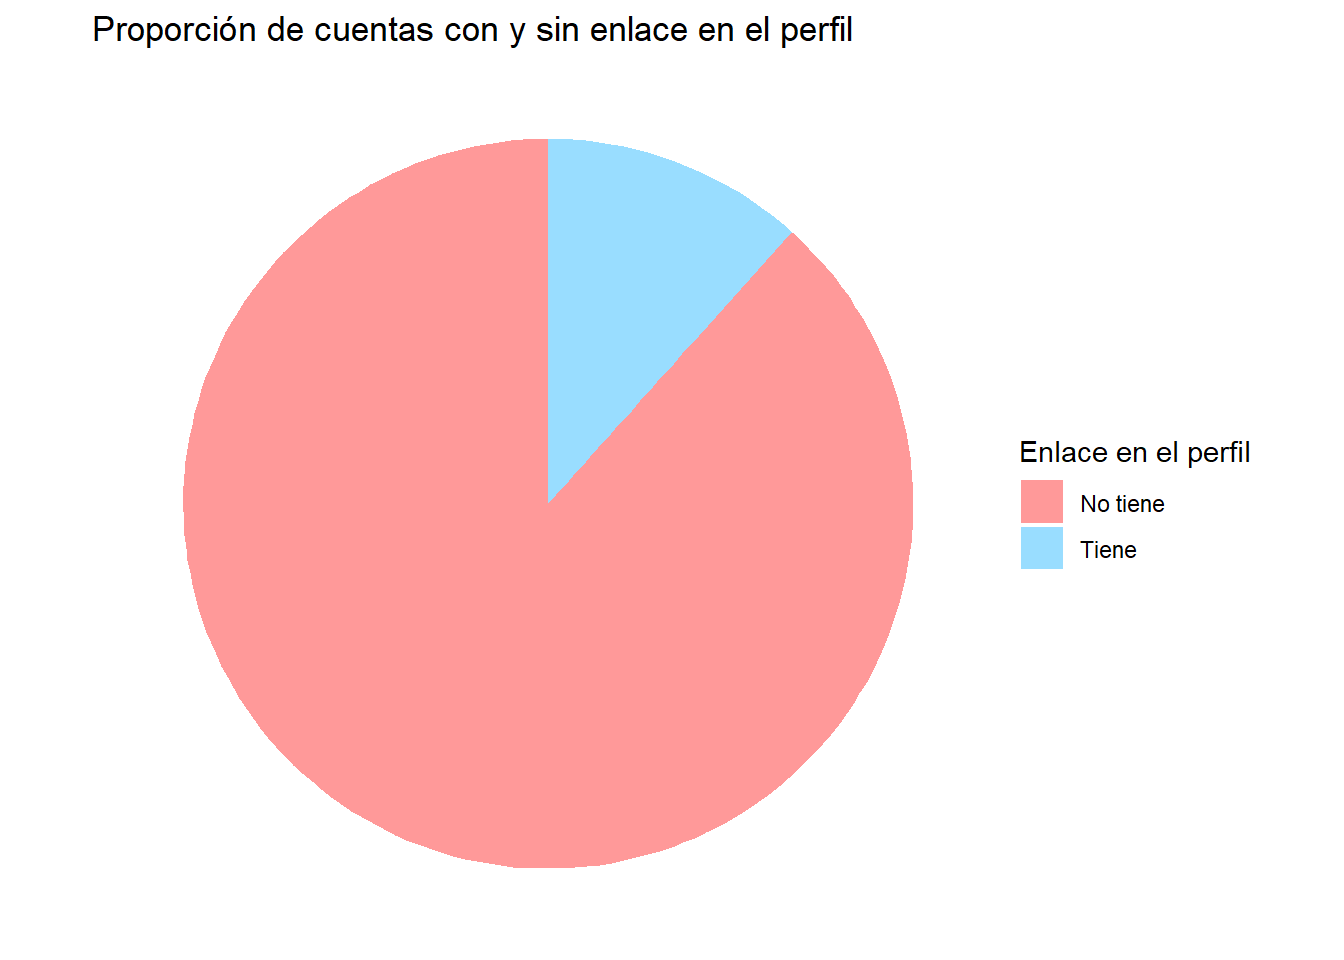 Proporción de cuentas con y sin enlace en el perfil
Enlace en el perfil
No tiene
Tiene